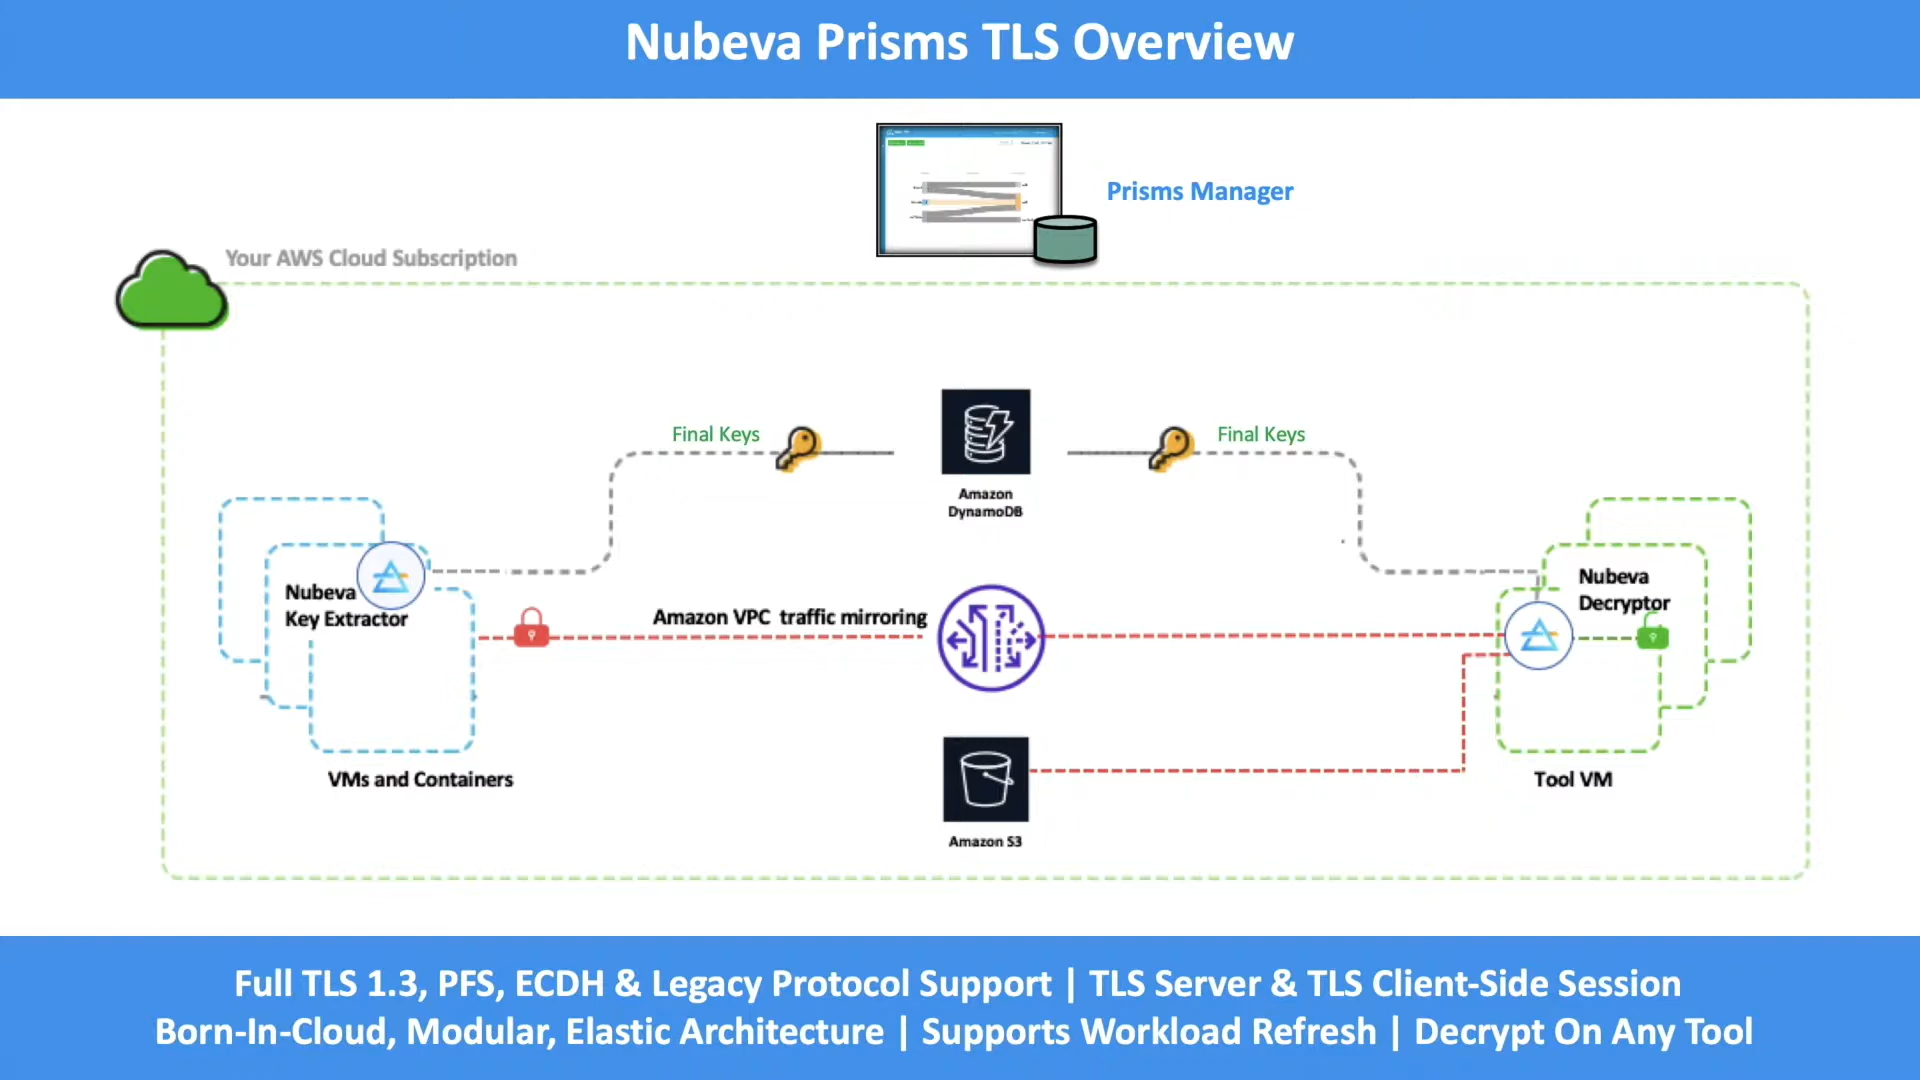 Nubeva Prisms TLS Overview
Prisms Manager
Your AWS Cloud Subscription
Final Keys
Final Keys
Amazon
DynamoDB
Nubeva
Key Extractor
Nubeva
Decryptor
Amazon VPC traffic mirroring
VMs and Containers
Tool VM
Amazon S3
Full TLS 1.3, PFS, ECDH & Legacy Protocol Support | TLS Server & TLS Client-Side Session
Born-In-Cloud, Modular, Elastic Architecture | Supports Workload Refresh | Decrypt On Any Tool